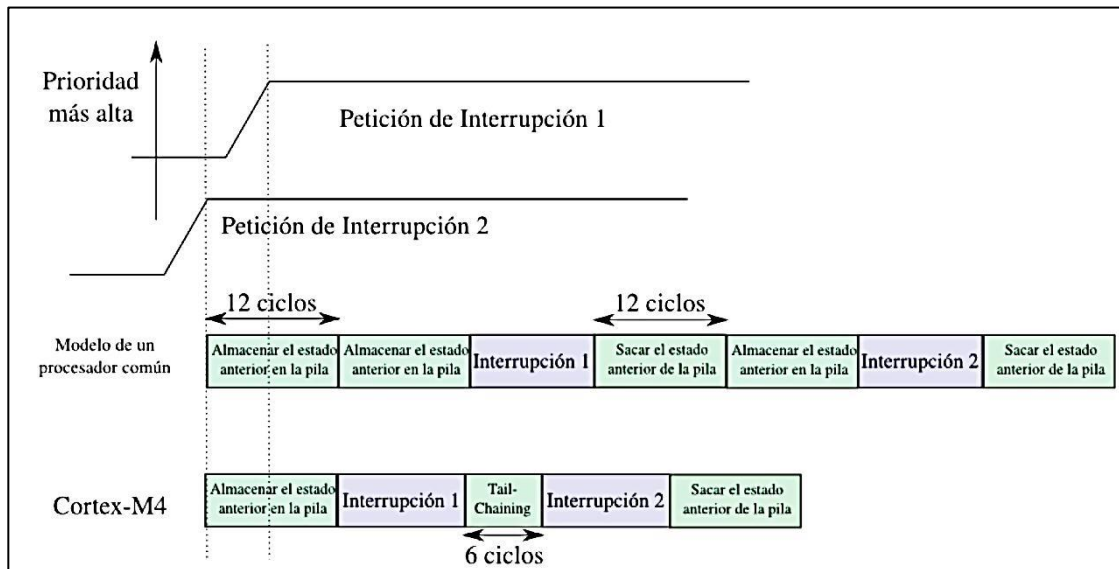 Prioridad
más alta
Petición de Interrupción 1
Petición de Interrupción 2
12 ciclos
12 ciclos
Modelo de un
procesador común
Almacenar el estado
anterior en la pila
Almacenar el estado
anterior en la pila
Interrupción 1
Sacar el estado
anterior de la pila
Almacenar el estado
anterior en la pila
Interrupción 2
Sacar el estado
anterior de la pila
Cortex-M4
Almacenar el estado
anterior en la pila
Interrupción 1
Tail-
Chaining
Interrupción 2
Sacar el estado
anterior de la pila
6 ciclos